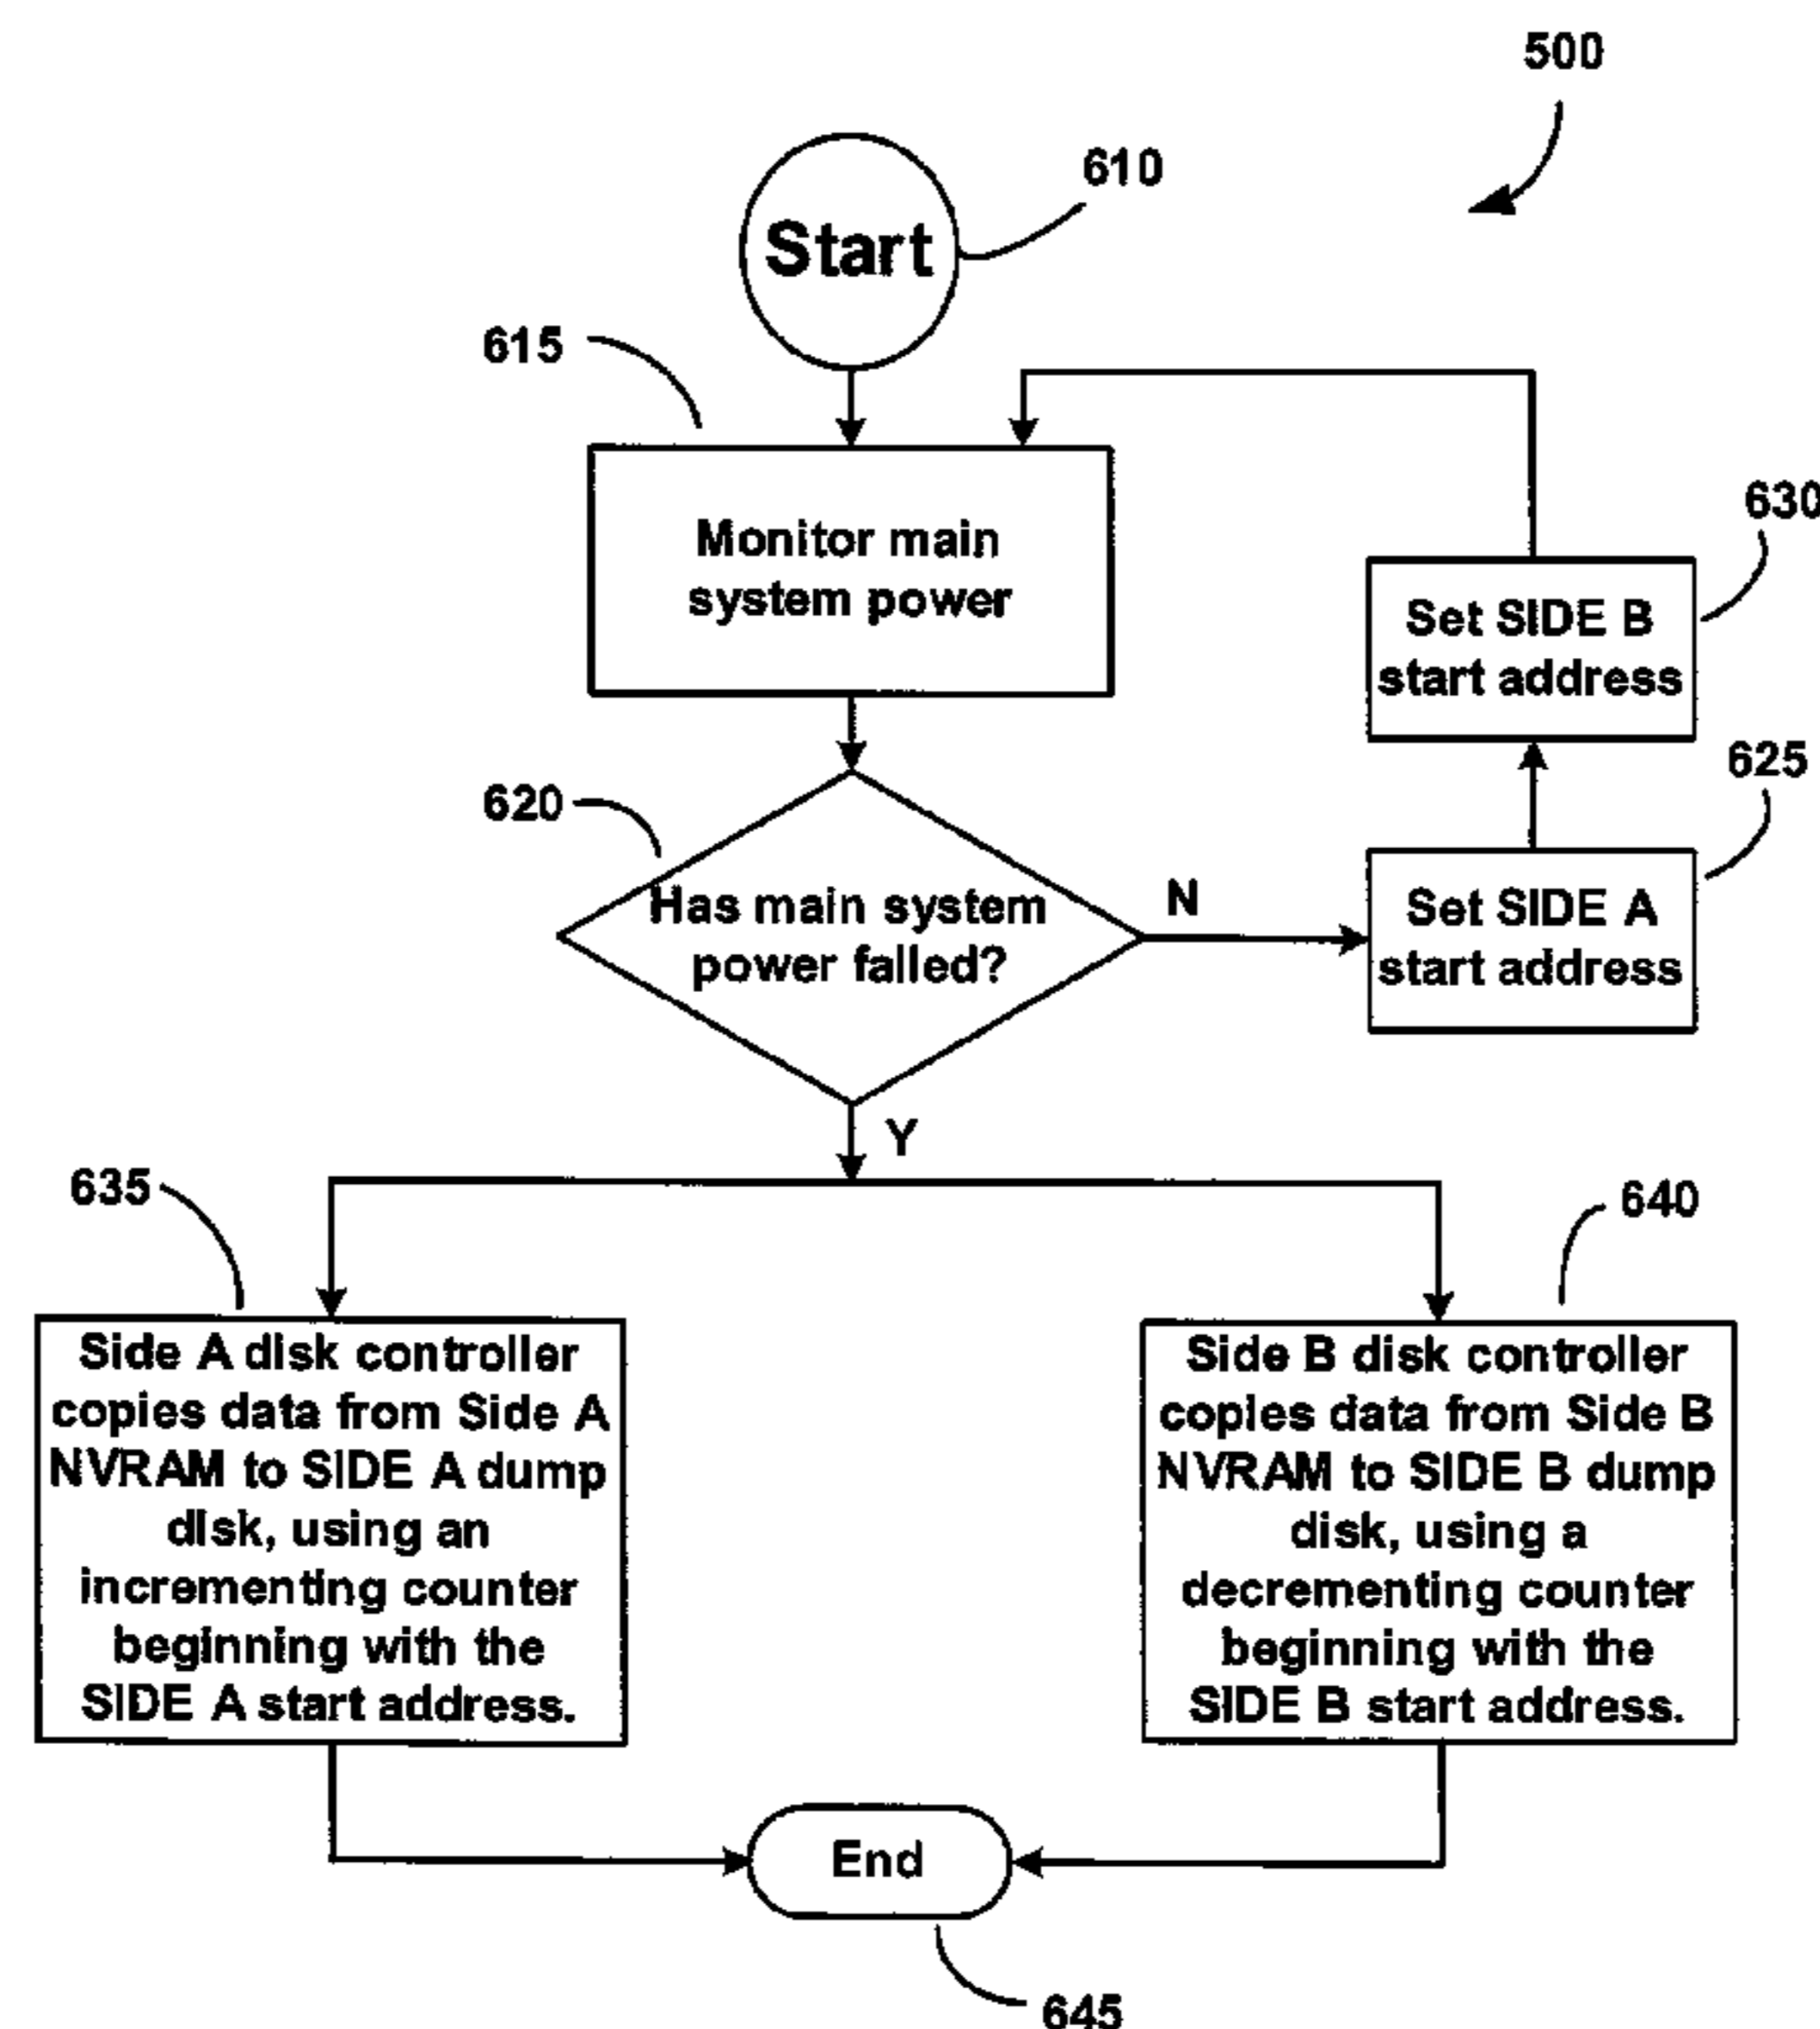 500
610
Start
615
Monitor main
system power
630
Set SIDE B
start address
625
Set SIDE A
start address
620
Has main system
power falled?
N
Y
635
640
Side A disk controller
copies data from Side A
NVRAM to SIDE A dump
disk, using an
incrementing counter
beginning with the
SIDE A start address.
Side B disk controller
copies data from Side B
NVRAM to SIDE B dump
disk, using a
decrementing counter
beginning with the
SIDE B start address.
End
645